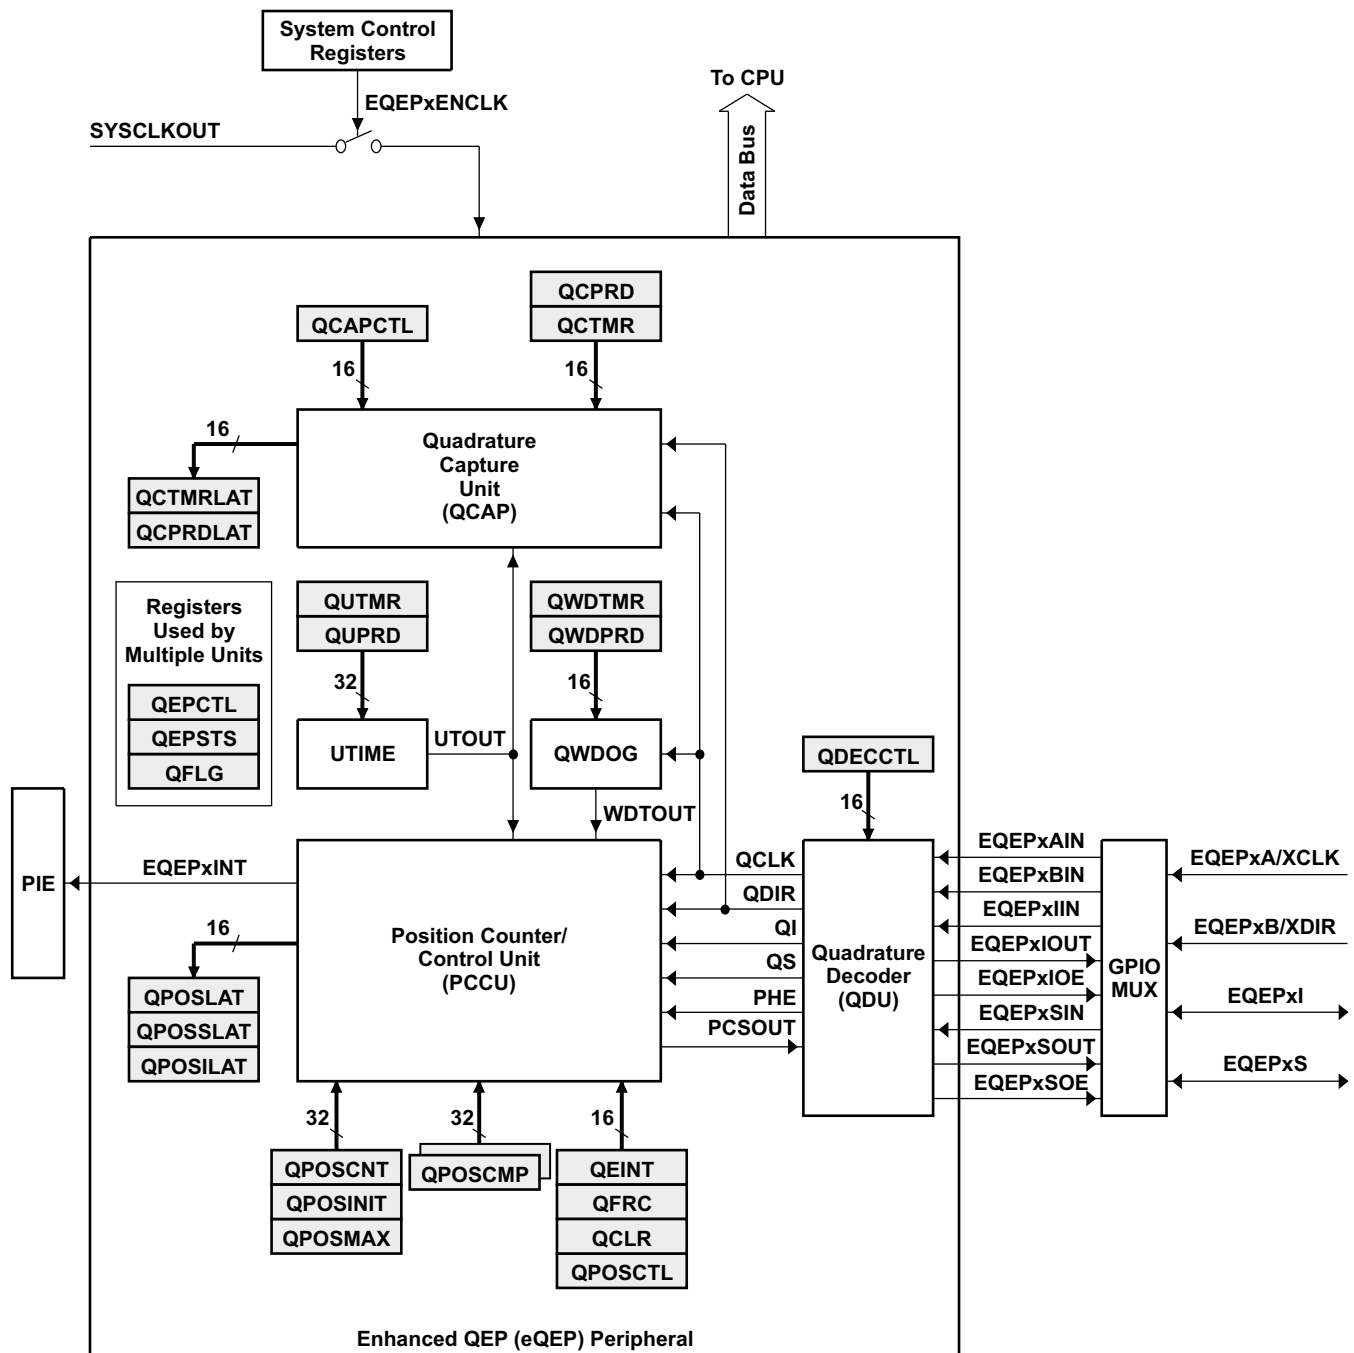 System Control
Registers
To CPU
EQEPxENCLK
SYSCLKOUT
Data Bus
QCPRD
QCAPCTL
QCTMR
16
16
16
Quadrature
Capture
Unit
(QCAP)
QCTMRLAT
QCPRDLAT
Registers
Used by
Multiple Units
QEPCTL
QEPSTS
QFLG
QUTMR
QUPRD
QWDTMR
QWDPRD
32
16
UTIME
UTOUT
QWDOG
QDECCTL
WDTOUT
16
PIE
EQEPxINT
16
Position Counter/
Control Unit
(PCCU)
QCLK
QDIR
QI
QS
PHE
PCSOUT
Quadrature
Decoder
(QDU)
EQEPxAIN
EQEPxBIN
EQEPxIIN
EQEPxIOUT
EQEPxIOE
EQEPxSIN
EQEPxSOUT
EQEPxSOE
GPIO
MUX
EQEPxA/XCLK
EQEPxB/XDIR
EQEPxI
EQEPxS
QPOSLAT
QPOSSLAT
QPOSILAT
32
32
16
QPOSCNT
QPOSINIT
QPOSMAX
QPOSCMP
QEINT
QFRC
QCLR
QPOSCTL
Enhanced QEP (eQEP) Peripheral